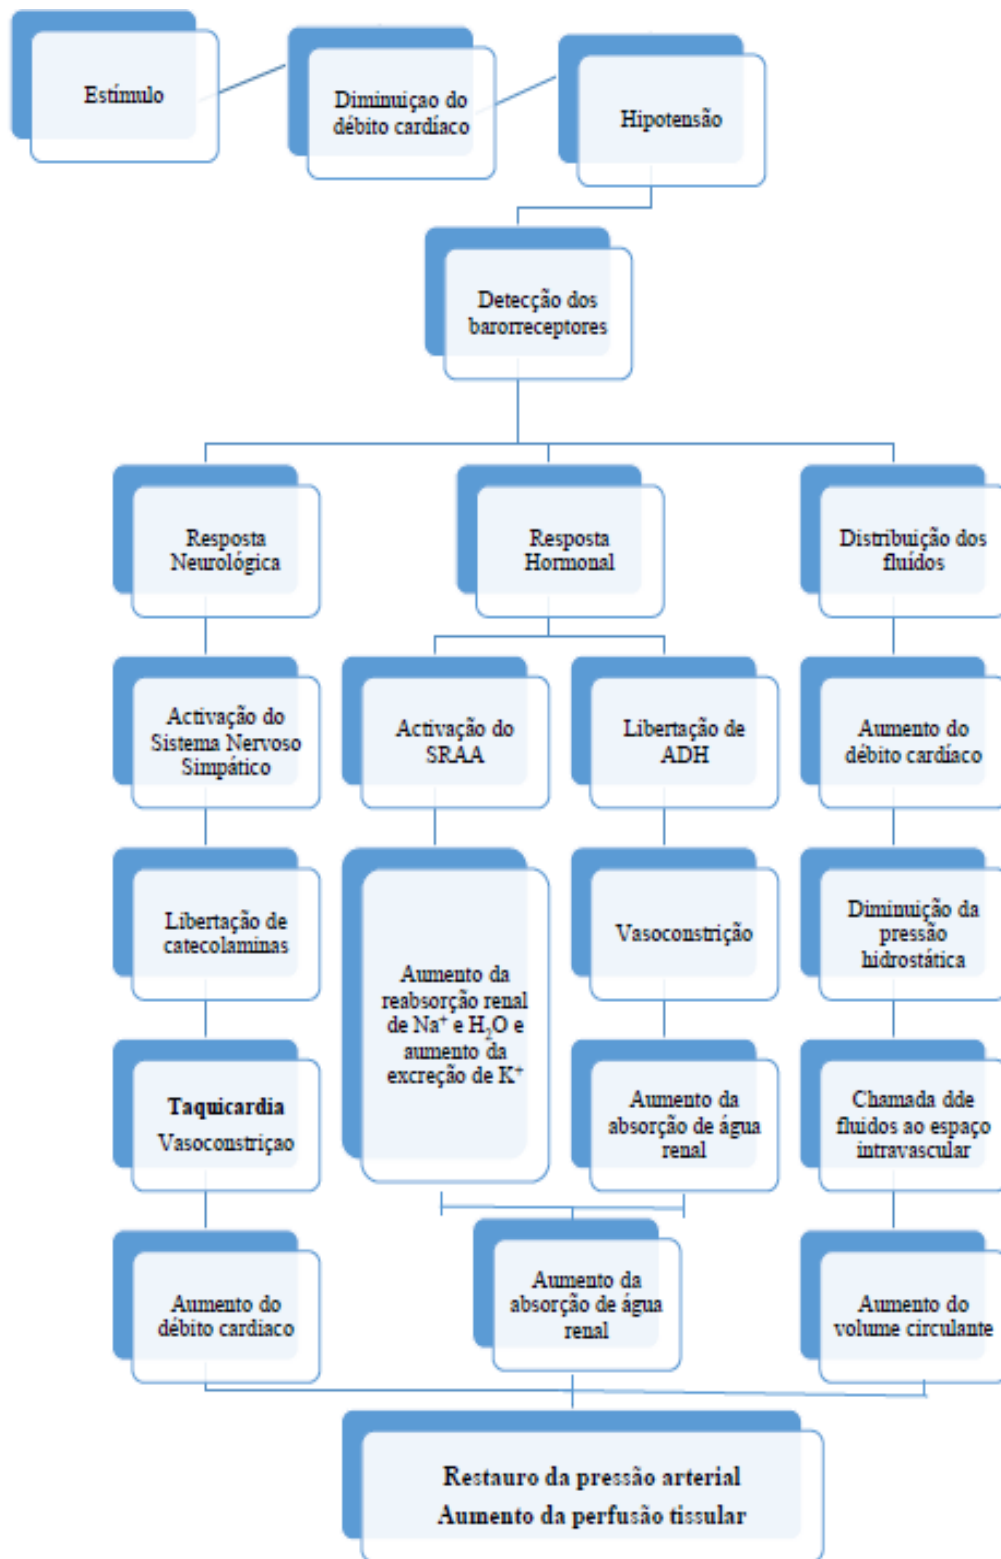 Estímulo
Diminuiçao do
débito cardíaco
Hipotensão
Detecção dos
barorreceptores
Resposta
Neurológica
Resposta
Hormonal
Distribuição dos
fluídos
Activação do
Sistema Nervoso
Simpático
Activação do
SRAA
Libertação de
ADH
Aumento do
débito cardíaco
Libertação de
catecolaminas
Aumento da
reabsorção renal
de Na⁺ e H₂O e
aumento da
excreção de K⁺
Vasoconstrição
Diminuição da
pressão
hidrostática
Taquicardia
Vasoconstriçao
Aumento da
absorção de água
renal
Chamada dde
fluidos ao espaço
intravascular
Aumento do
débito cardiaco
Aumento da
absorção de água
renal
Aumento do
volume circulante
Restauro da pressão arterial
Aumento da perfusão tissular